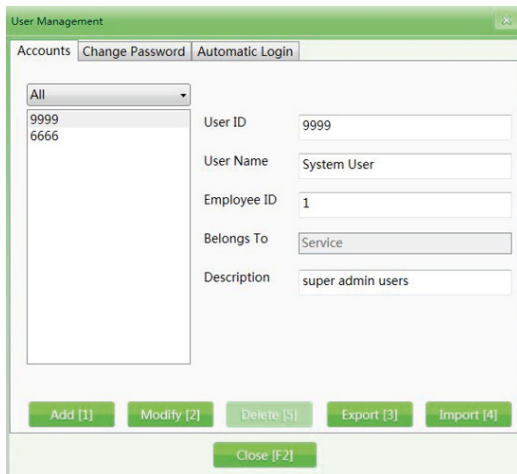 User Management
Accounts Change Password Automatic Login
All
9999
6666
User ID 9999
User Name System User
Employee ID 1
Belongs To Service
Description super admin users
Add [1] Modify [2] Delete [5] Export [3] Import [4]
Close [F2]